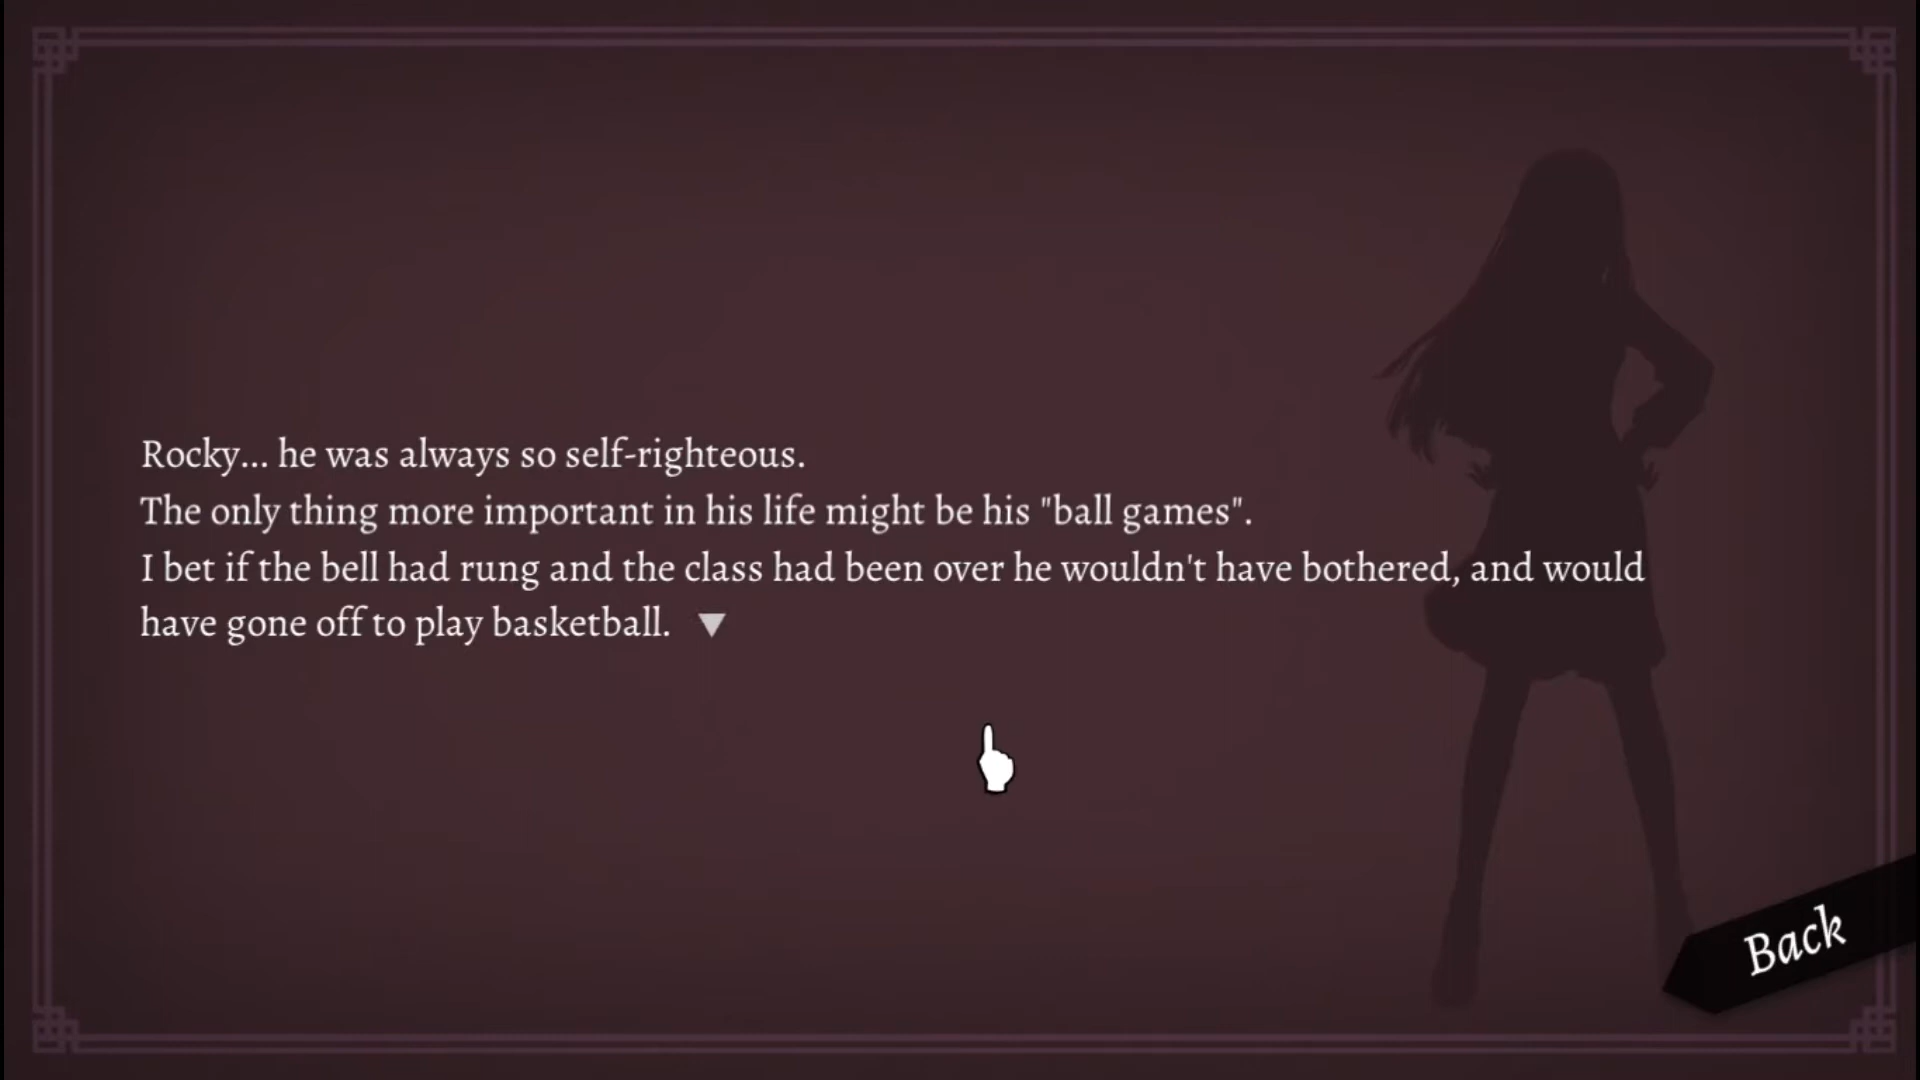 Rocky... he was always so self-righteous.
The only thing more important in his life might be his "ball games".
I bet if the bell had rung and the class had been over he wouldn't have bothered, and would
have gone off to play basketball.
Back